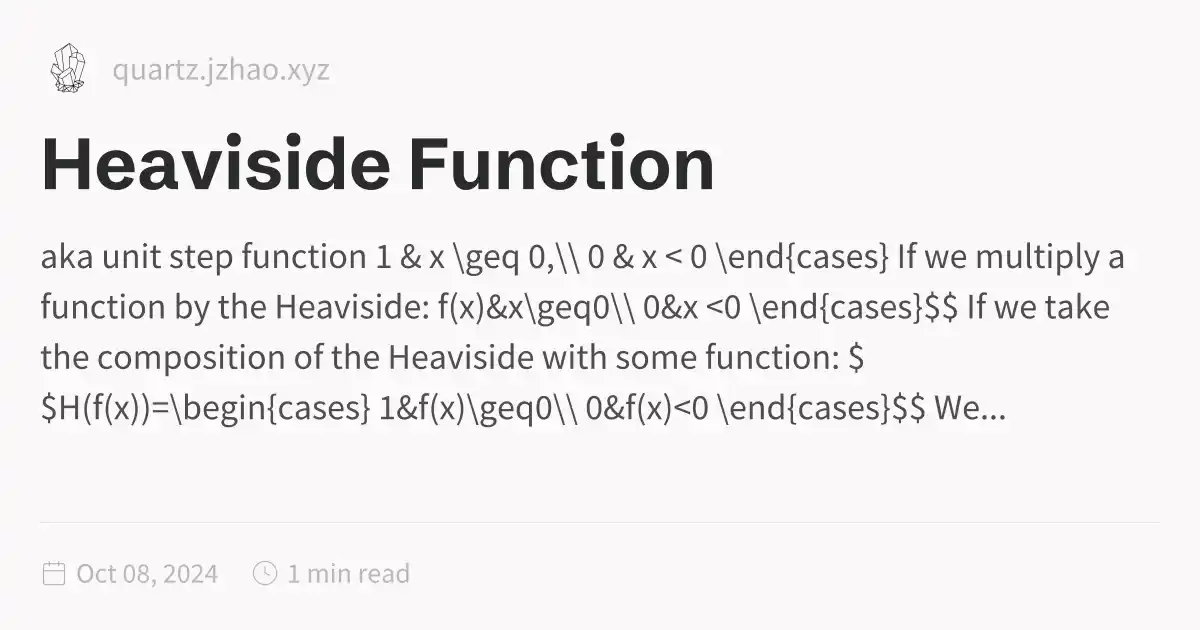 quartz.jzhao.xyz
Heaviside Function
aka unit step function 1 & x \geq 0,\\ 0 & x < 0 \end{cases} If we multiply a
function by the Heaviside: f(x)&x\geq0\\ 0&x <0 \end{cases}$$ If we take
the composition of the Heaviside with some function: $
$H(f(x))=\begin{cases} 1&f(x)\geq0\\ 0&f(x)<0 \end{cases}$$ We...
Oct 08, 2024 1 min read